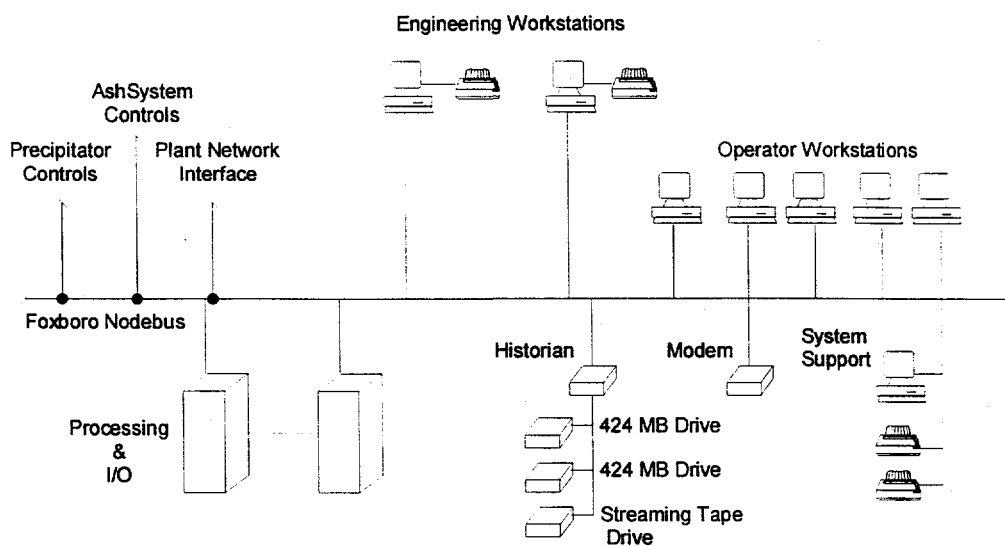 Engineering Workstations
AshSystem
Controls
Precipitator
Controls
Plant Network
Interface
Operator Workstations
Foxboro Nodebus
Historian
Modem
System
Support
Processing
&
I/O
424 MB Drive
424 MB Drive
Streaming Tape
Drive